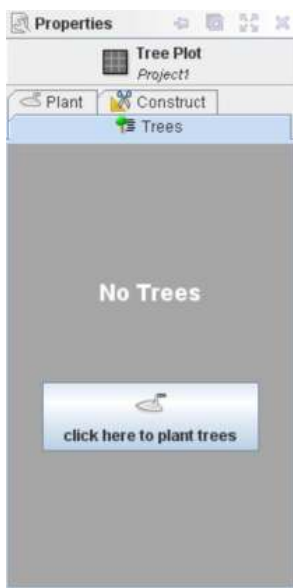 Properties
Tree Plot
Project1
Plant
Construct
Trees
No Trees
click here to plant trees